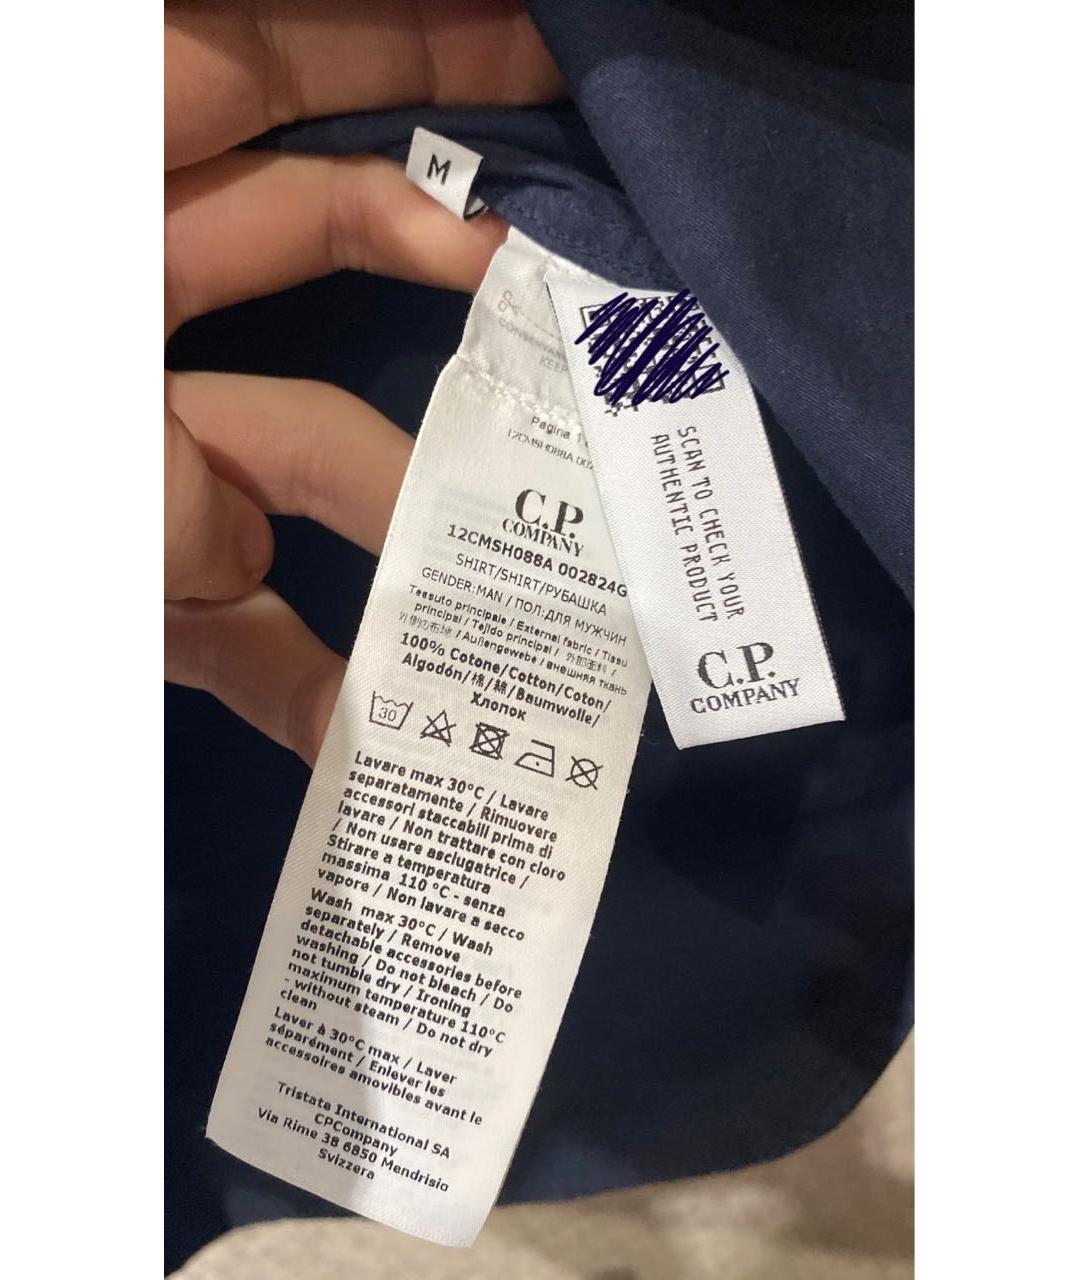 M
KEEP
Pagina 1
12CMSH088A 002
C.P.
COMPANY
12CMSH088A 002824G
SHIRT/SHIRT/РУБАШКА
GENDER:MAN / ПОЛ:ДЛЯ МУЖЧИН
Tessuto principale / External fabric / Tissu
principal / Tejido principal / 外部面料 /
外側の布地 / Außengewebe / внешняя ткань
100% Cotone/Cotton/Coton/
Algodón/棉/綿/Baumwolle/
Хлопок
30
Lavare max 30°C / Lavare
separatamente / Rimuovere
accessori staccabili prima di
lavare / Non trattare con cloro
/ Non usare asciugatrice /
Stirare a temperatura
massima 110 °C - senza
vapore / Non lavare a secco
Wash max 30°C / Wash
separately / Remove
detachable accessories before
washing / Do not bleach / Do
not tumble dry / Ironing
maximum temperature 110°C
- without steam / Do not dry
clean
Laver à 30°C max / Laver
séparément / Enlever les
accessoires amovibles avant le
Tristate International SA
CPCompany
Via Rime 38 6850 Mendrisio
Svizzera
SCAN TO CHECK YOUR
AUTHENTIC PRODUCT
C.P.
COMPANY